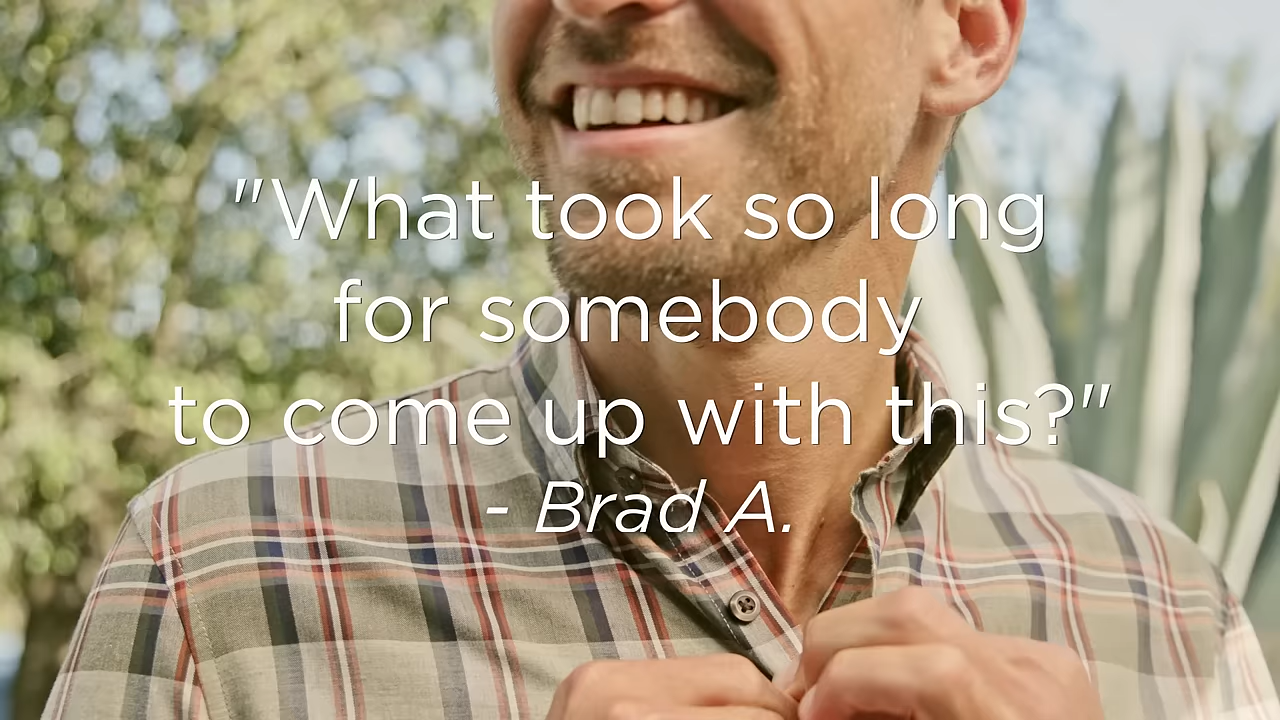 "What took so long
for somebody
to come up with this?"
- Brad A.